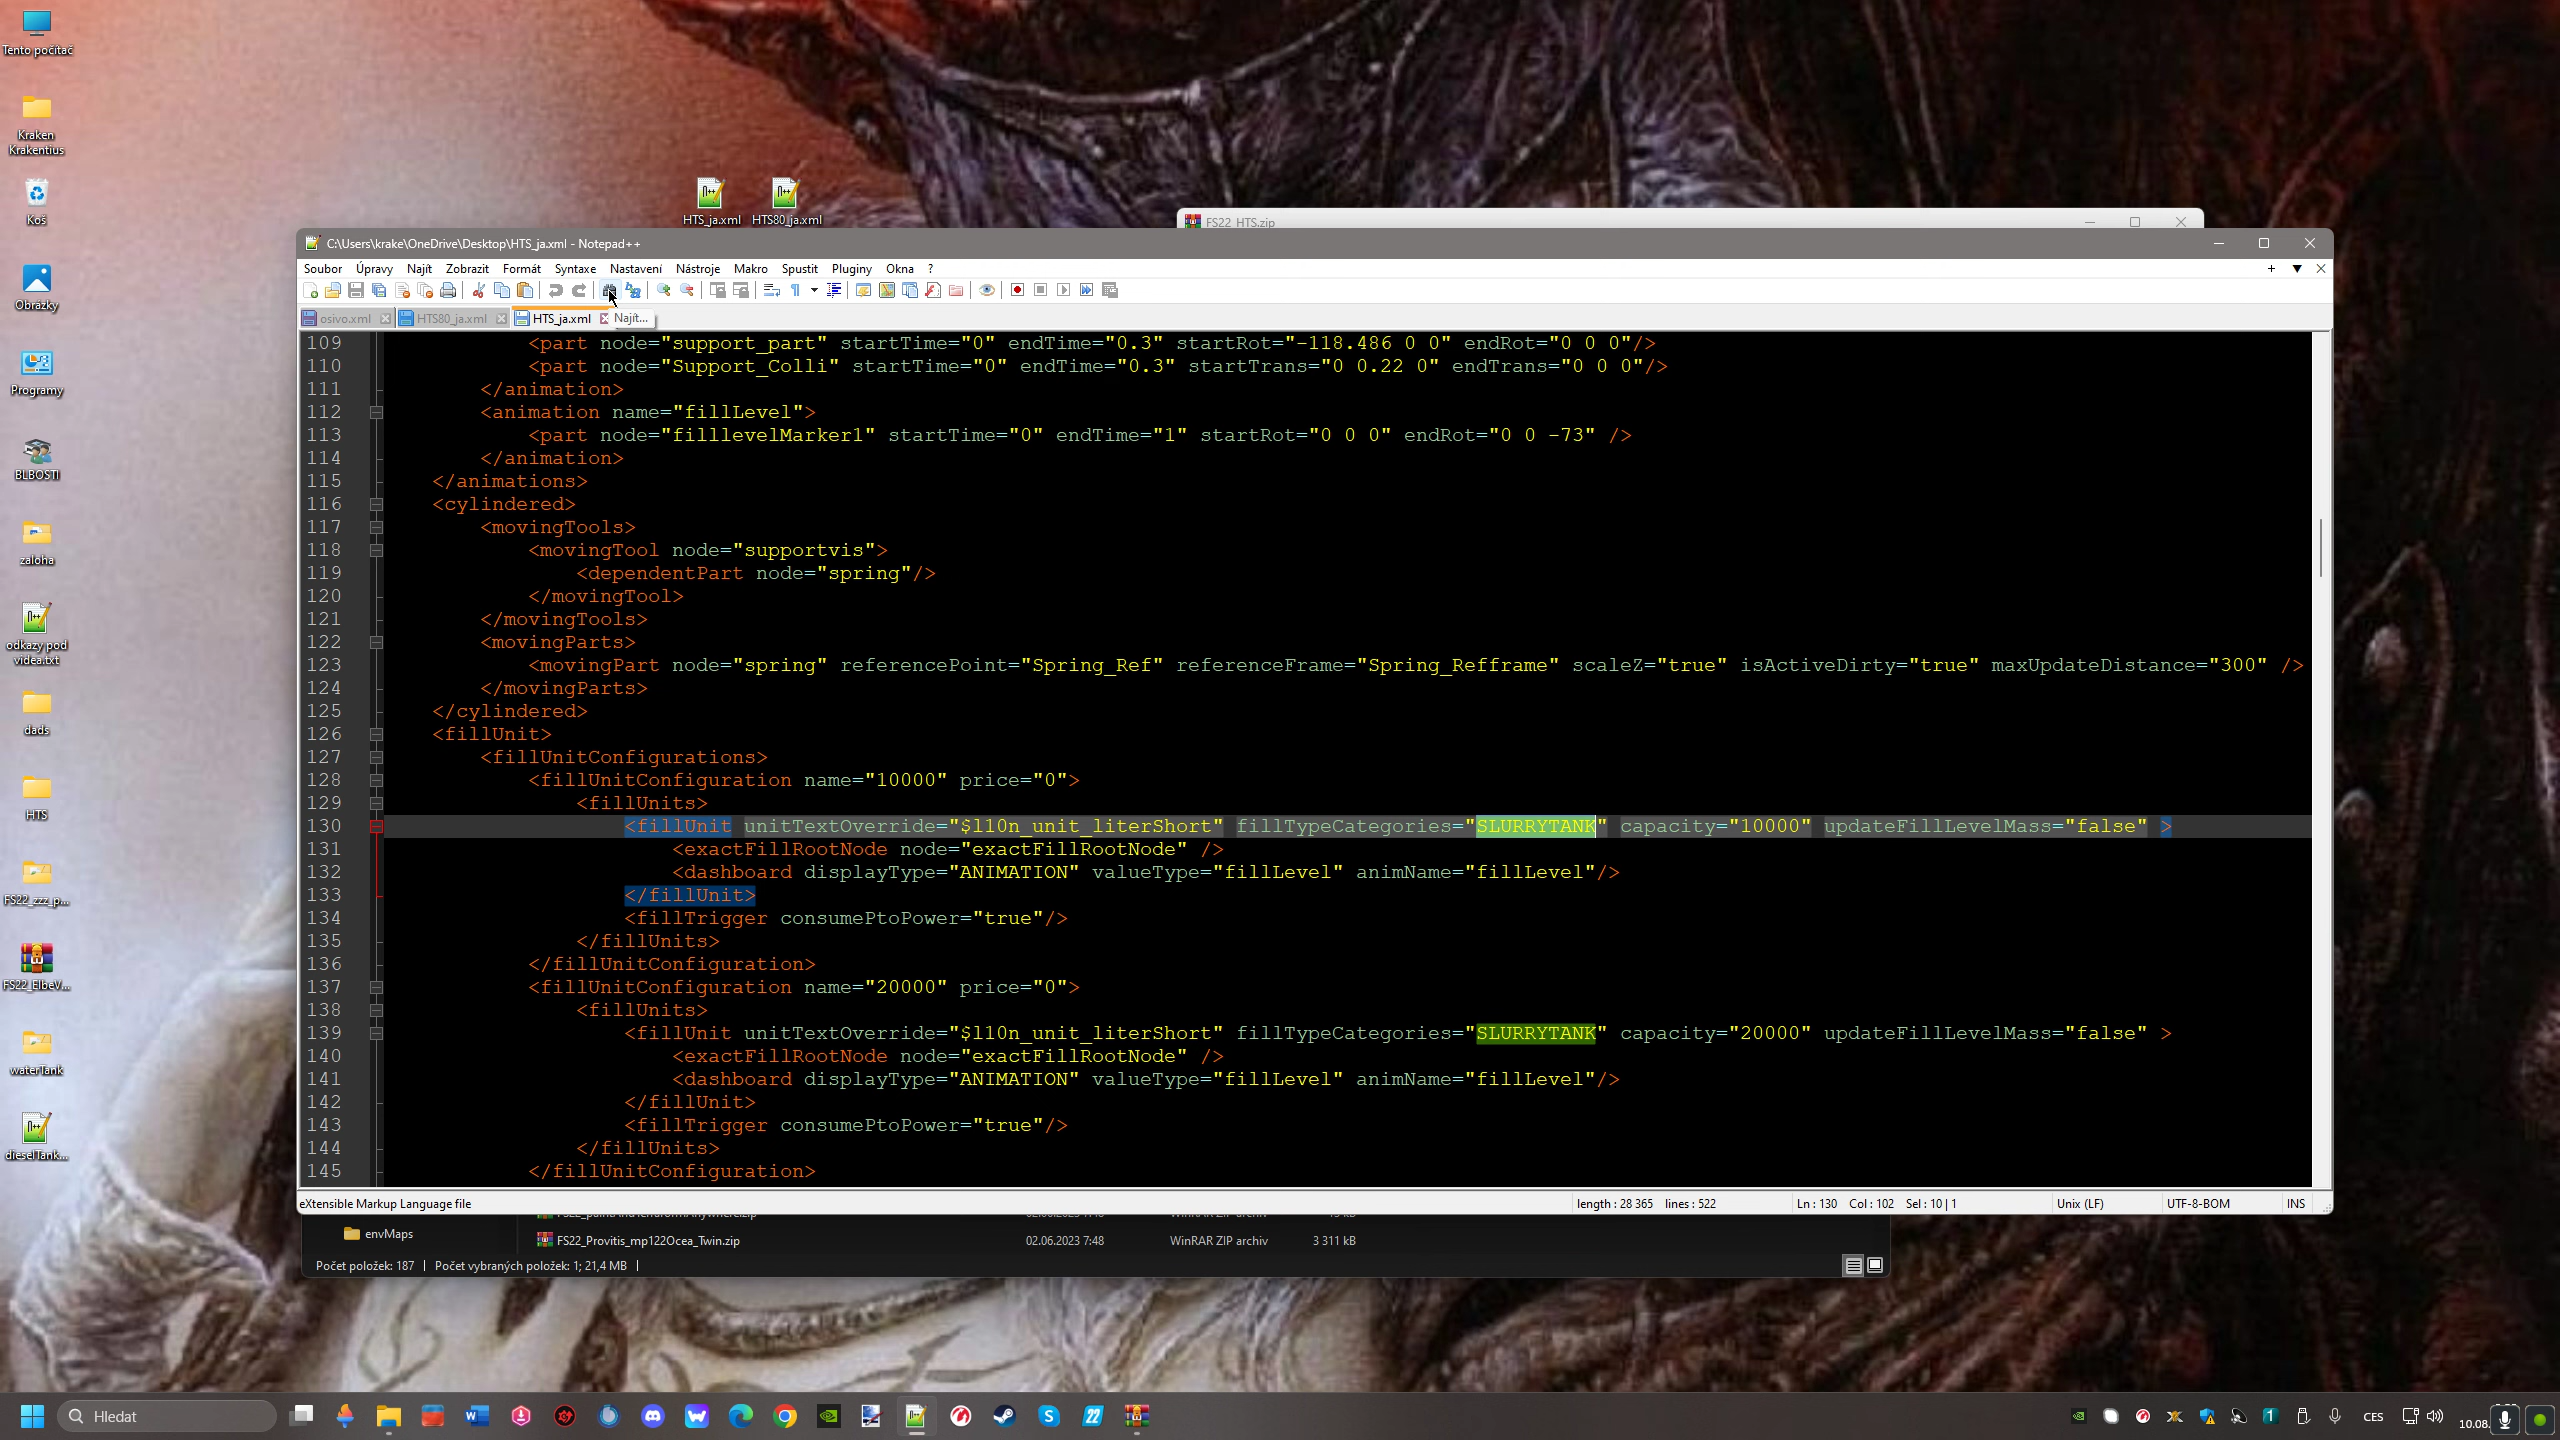 Tento počítač
Kraken
Krakentius
Koš
Obrázky
Programy
BLBOSTI
zaloha
odkazy pod
videa.txt
dads
HTS
FS22_zzz_p...
FS22_ElbeV...
waterTank
dieselTank...
HTS_ja.xml
HTS80_ja.xml
FS22_HTS.zip
C:\Users\krake\OneDrive\Desktop\HTS_ja.xml - Notepad++
Soubor Úpravy Najít Zobrazit Formát Syntaxe Nastavení Nástroje Makro Spustit Pluginy Okna ?
osivo.xml HTS80_ja.xml HTS_ja.xml
Najít...
109 <part node="support_part" startTime="0" endTime="0.3" startRot="-118.486 0 0" endRot="0 0 0"/>
110 <part node="Support_Colli" startTime="0" endTime="0.3" startTrans="0 0.22 0" endTrans="0 0 0"/>
111 </animation>
112 <animation name="fillLevel">
113 <part node="filllevelMarker1" startTime="0" endTime="1" startRot="0 0 0" endRot="0 0 -73" />
114 </animation>
115 </animations>
116 <cylindered>
117 <movingTools>
118 <movingTool node="supportvis">
119 <dependentPart node="spring"/>
120 </movingTool>
121 </movingTools>
122 <movingParts>
123 <movingPart node="spring" referencePoint="Spring_Ref" referenceFrame="Spring_Refframe" scaleZ="true" isActiveDirty="true" maxUpdateDistance="300" />
124 </movingParts>
125 </cylindered>
126 <fillUnit>
127 <fillUnitConfigurations>
128 <fillUnitConfiguration name="10000" price="0">
129 <fillUnits>
130 <fillUnit unitTextOverride="$l10n_unit_literShort" fillTypeCategories="SLURRYTANK" capacity="10000" updateFillLevelMass="false" >
131 <exactFillRootNode node="exactFillRootNode" />
132 <dashboard displayType="ANIMATION" valueType="fillLevel" animName="fillLevel"/>
133 </fillUnit>
134 <fillTrigger consumePtoPower="true"/>
135 </fillUnits>
136 </fillUnitConfiguration>
137 <fillUnitConfiguration name="20000" price="0">
138 <fillUnits>
139 <fillUnit unitTextOverride="$l10n_unit_literShort" fillTypeCategories="SLURRYTANK" capacity="20000" updateFillLevelMass="false" >
140 <exactFillRootNode node="exactFillRootNode" />
141 <dashboard displayType="ANIMATION" valueType="fillLevel" animName="fillLevel"/>
142 </fillUnit>
143 <fillTrigger consumePtoPower="true"/>
144 </fillUnits>
145 </fillUnitConfiguration>
eXtensible Markup Language file length : 28 365 lines : 522 Ln : 130 Col : 102 Sel : 10 | 1 Unix (LF) UTF-8-BOM INS
envMaps
FS22_Provitis_mp122Ocea_Twin.zip 02.06.2023 7:48 WinRAR ZIP archiv 3 311 kB
Počet položek: 187 Počet vybraných položek: 1; 21,4 MB
Hledat
CES
10.08.